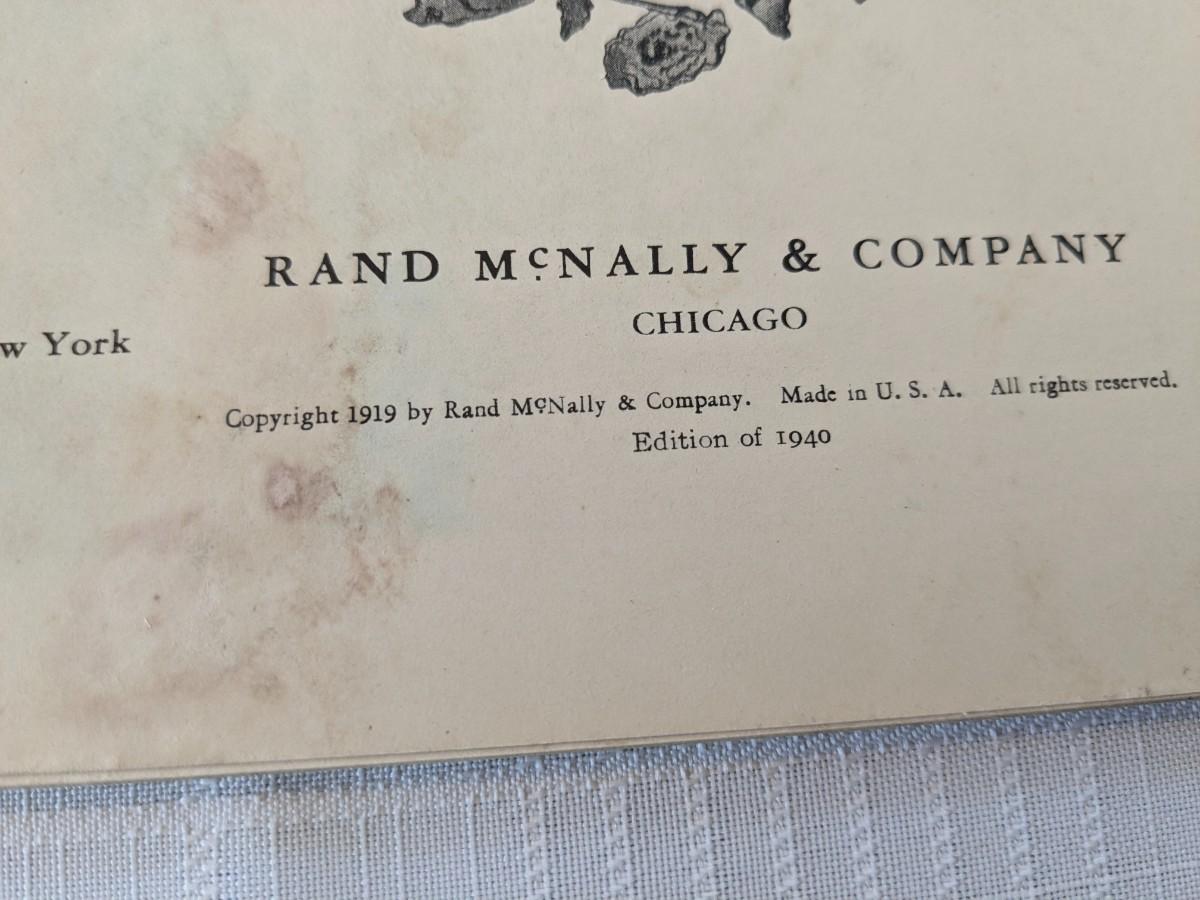 RAND MᶜNALLY & COMPANY
CHICAGO
York
Copyright 1919 by Rand MᶜNally & Company. Made in U. S. A. All rights reserved.
Edition of 1940